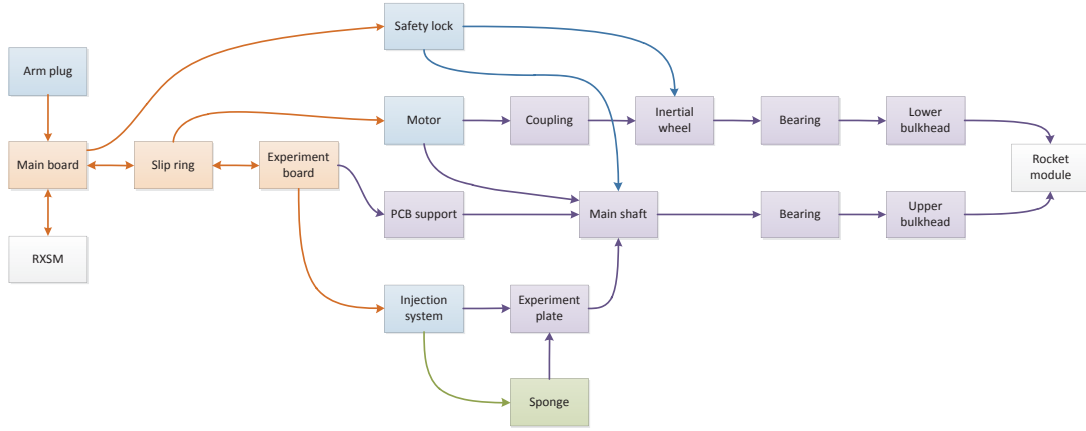 Safety lock
Arm plug
Motor
Coupling
Inertial
wheel
Bearing
Lower
bulkhead
Main board
Slip ring
Experiment
board
Rocket
module
PCB support
Main shaft
Bearing
Upper
bulkhead
RXSM
Injection
system
Experiment
plate
Sponge